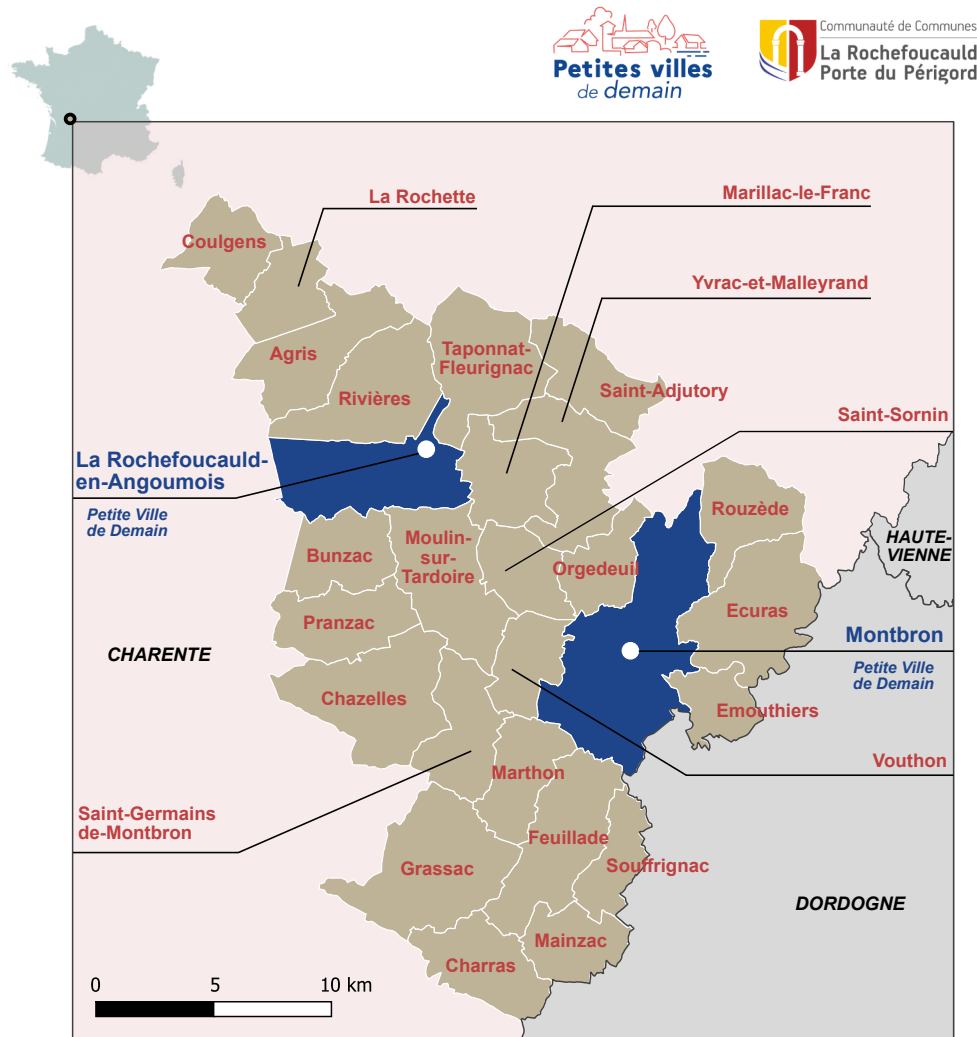 Petites villes
de demain
Communauté de Communes
La Rochefoucauld
Porte du Périgord
La Rochette
Marillac-le-Franc
Coulgens
Yvrac-et-Malleyrand
Agris
Taponnat-
Fleurignac
Rivières
Saint-Adjutory
Saint-Sornin
La Rochefoucauld-
en-Angoumois
Petite Ville
de Demain
Rouzède
HAUTE-
VIENNE
Bunzac
Moulin-
sur-
Tardoire
Orgedeuil
Ecuras
Pranzac
Montbron
Petite Ville
de Demain
CHARENTE
Chazelles
Emouthiers
Vouthon
Marthon
Saint-Germains
de-Montbron
Feuillade
Grassac
Souffrignac
DORDOGNE
Mainzac
Charras
0 5 10 km